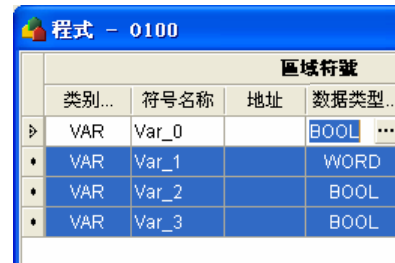 程式 - 0100
區域符號
类别... 符号名称 地址 数据类型...
VAR Var_0 BOOL ...
VAR Var_1 WORD
VAR Var_2 BOOL
VAR Var_3 BOOL